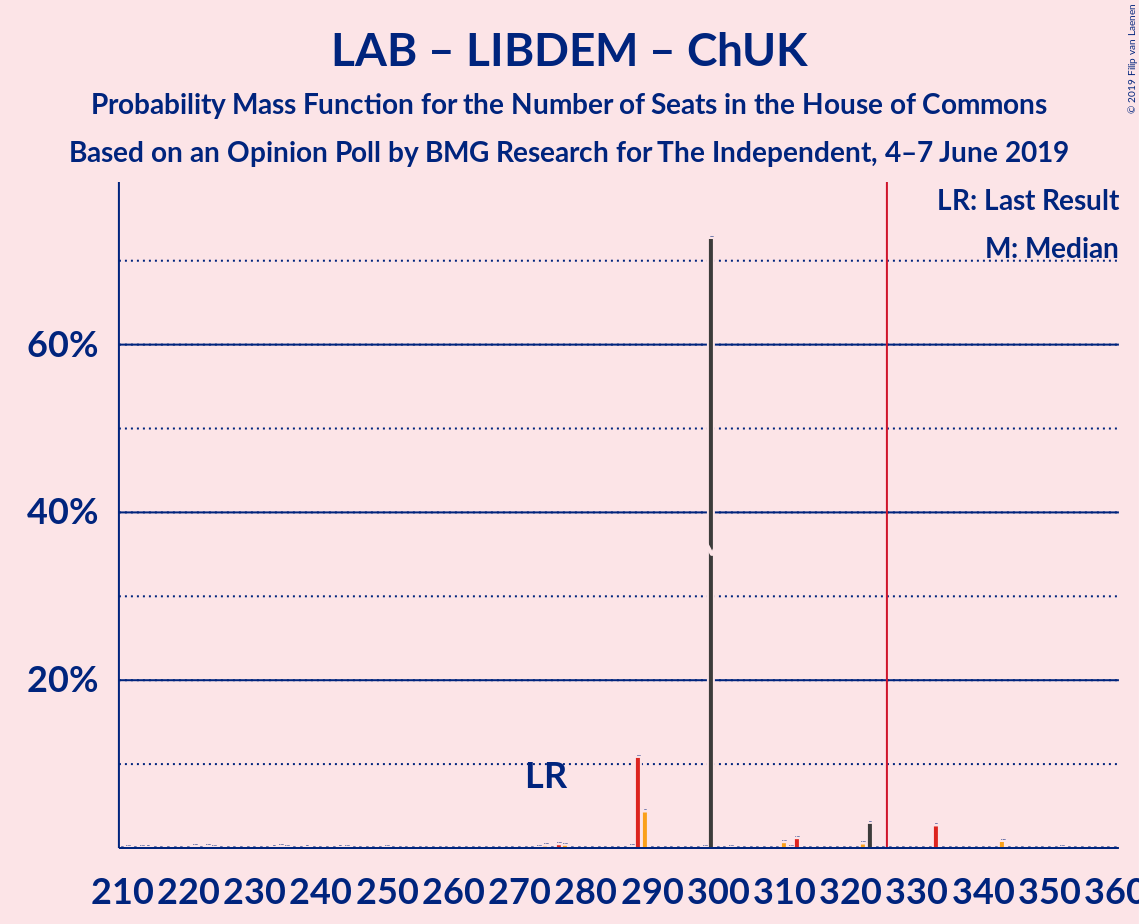 LAB – LIBDEM – ChUK
Probability Mass Function for the Number of Seats in the House of Commons
Based on an Opinion Poll by BMG Research for The Independent, 4–7 June 2019
© 2019 Filip van Laenen
LR: Last Result
M: Median
60%
40%
20%
LR
210 220 230 240 250 260 270 280 290 300 310 320 330 340 350 360